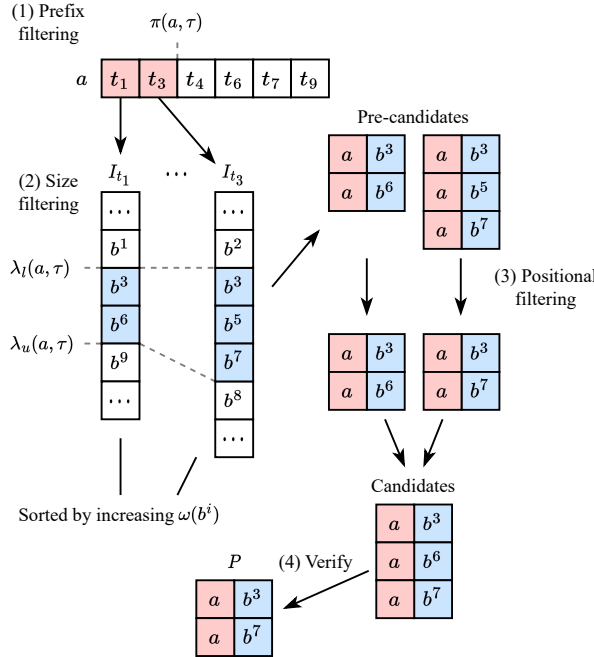 (1) Prefix
filtering
π(a, τ)
a t₁ t₃ t₄ t₆ t₇ t₉
Pre-candidates
a b³ a b³
a b⁶ a b⁵
a b⁷
(2) Size
filtering
Iₜ₁ ⋯ Iₜ₃
⋯ ⋯
b¹ b²
λₗ(a, τ)
b³ b³
b⁶ b⁵
λᵤ(a, τ)
b⁹ b⁷
⋯ b⁸
⋯
(3) Positional
filtering
a b³ a b³
a b⁶ a b⁷
Sorted by increasing ω(bⁱ)
Candidates
a b³
a b⁶
a b⁷
(4) Verify
P
a b³
a b⁷